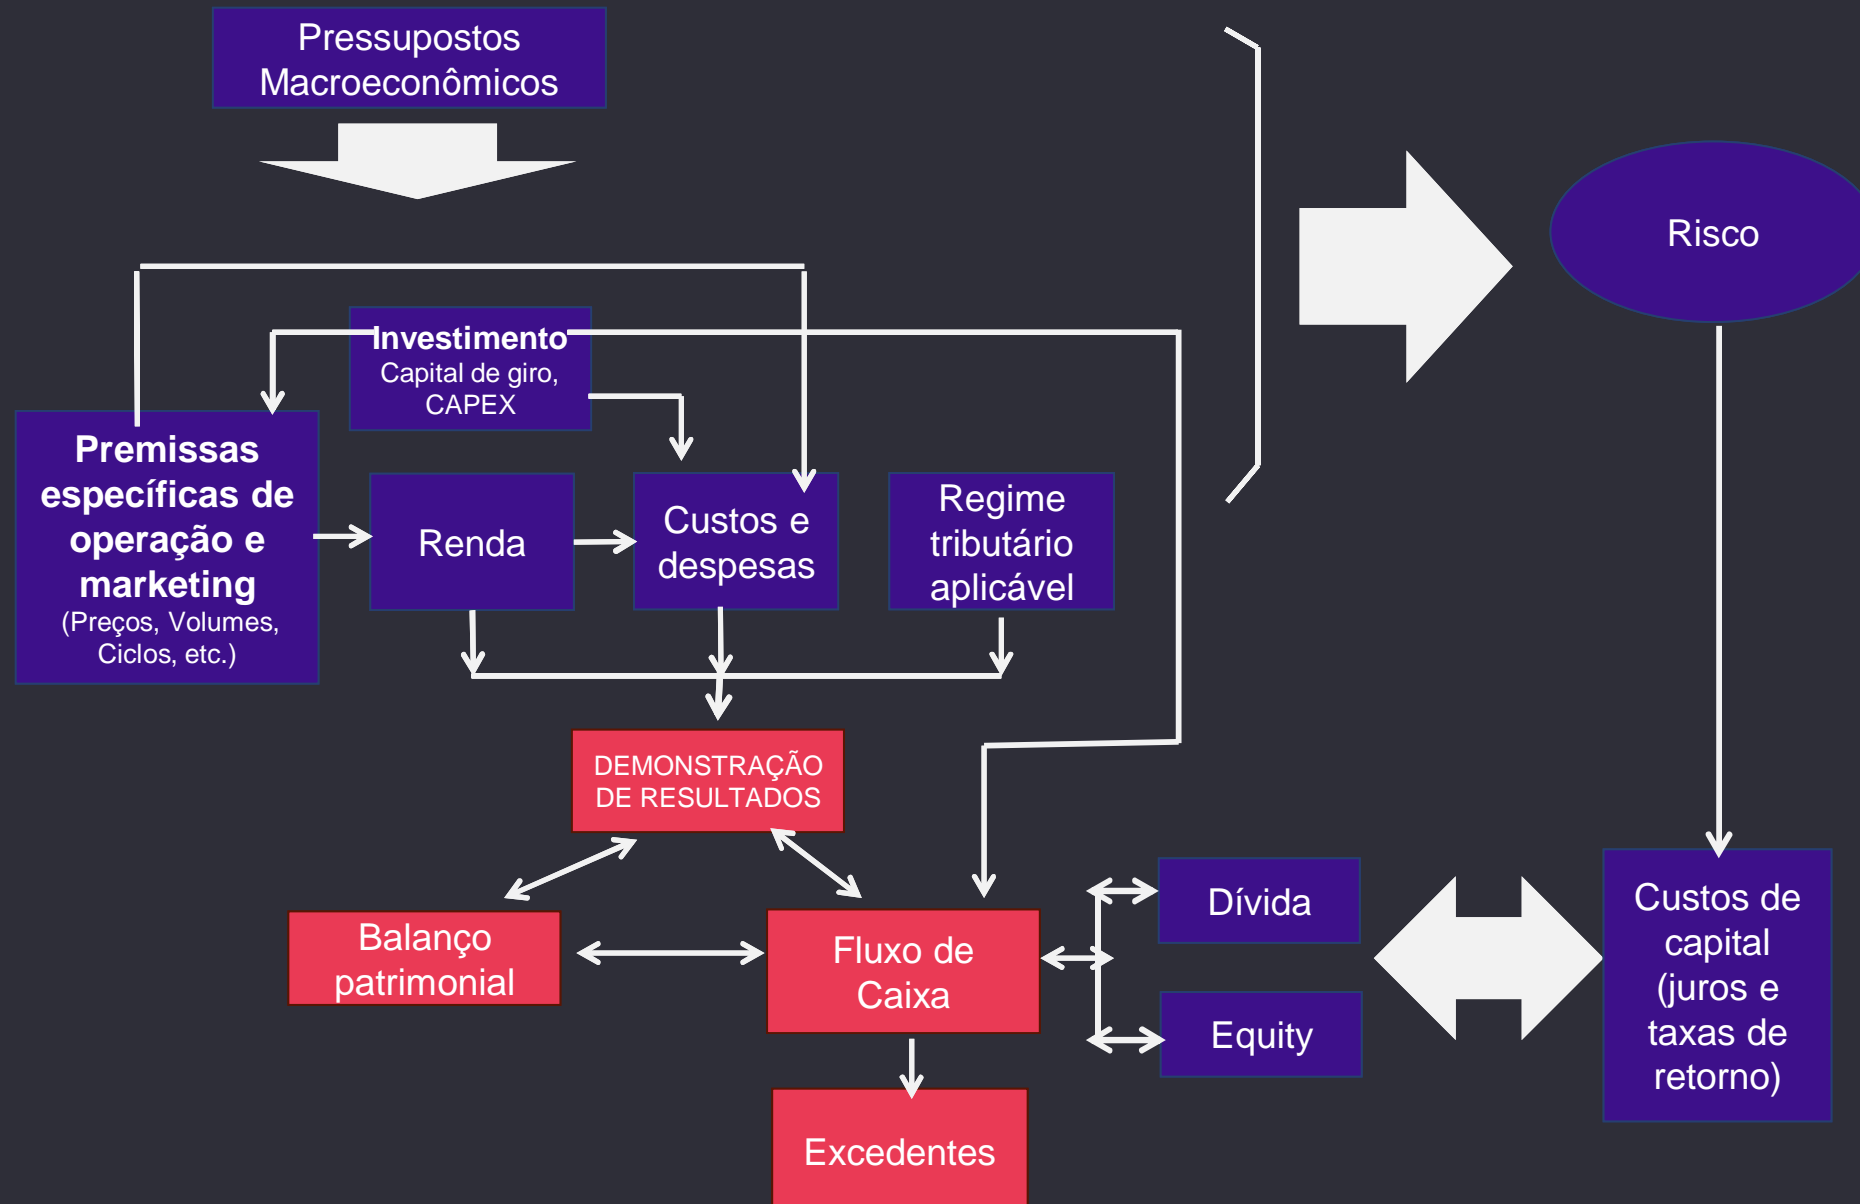 Pressupostos
Macroeconômicos
Risco
Investimento
Capital de giro,
CAPEX
Premissas
específicas de
operação e
marketing
(Preços, Volumes,
Ciclos, etc.)
Renda
Custos e
despesas
Regime
tributário
aplicável
DEMONSTRAÇÃO
DE RESULTADOS
Balanço
patrimonial
Fluxo de
Caixa
Dívida
Equity
Custos de
capital
(juros e
taxas de
retorno)
Excedentes